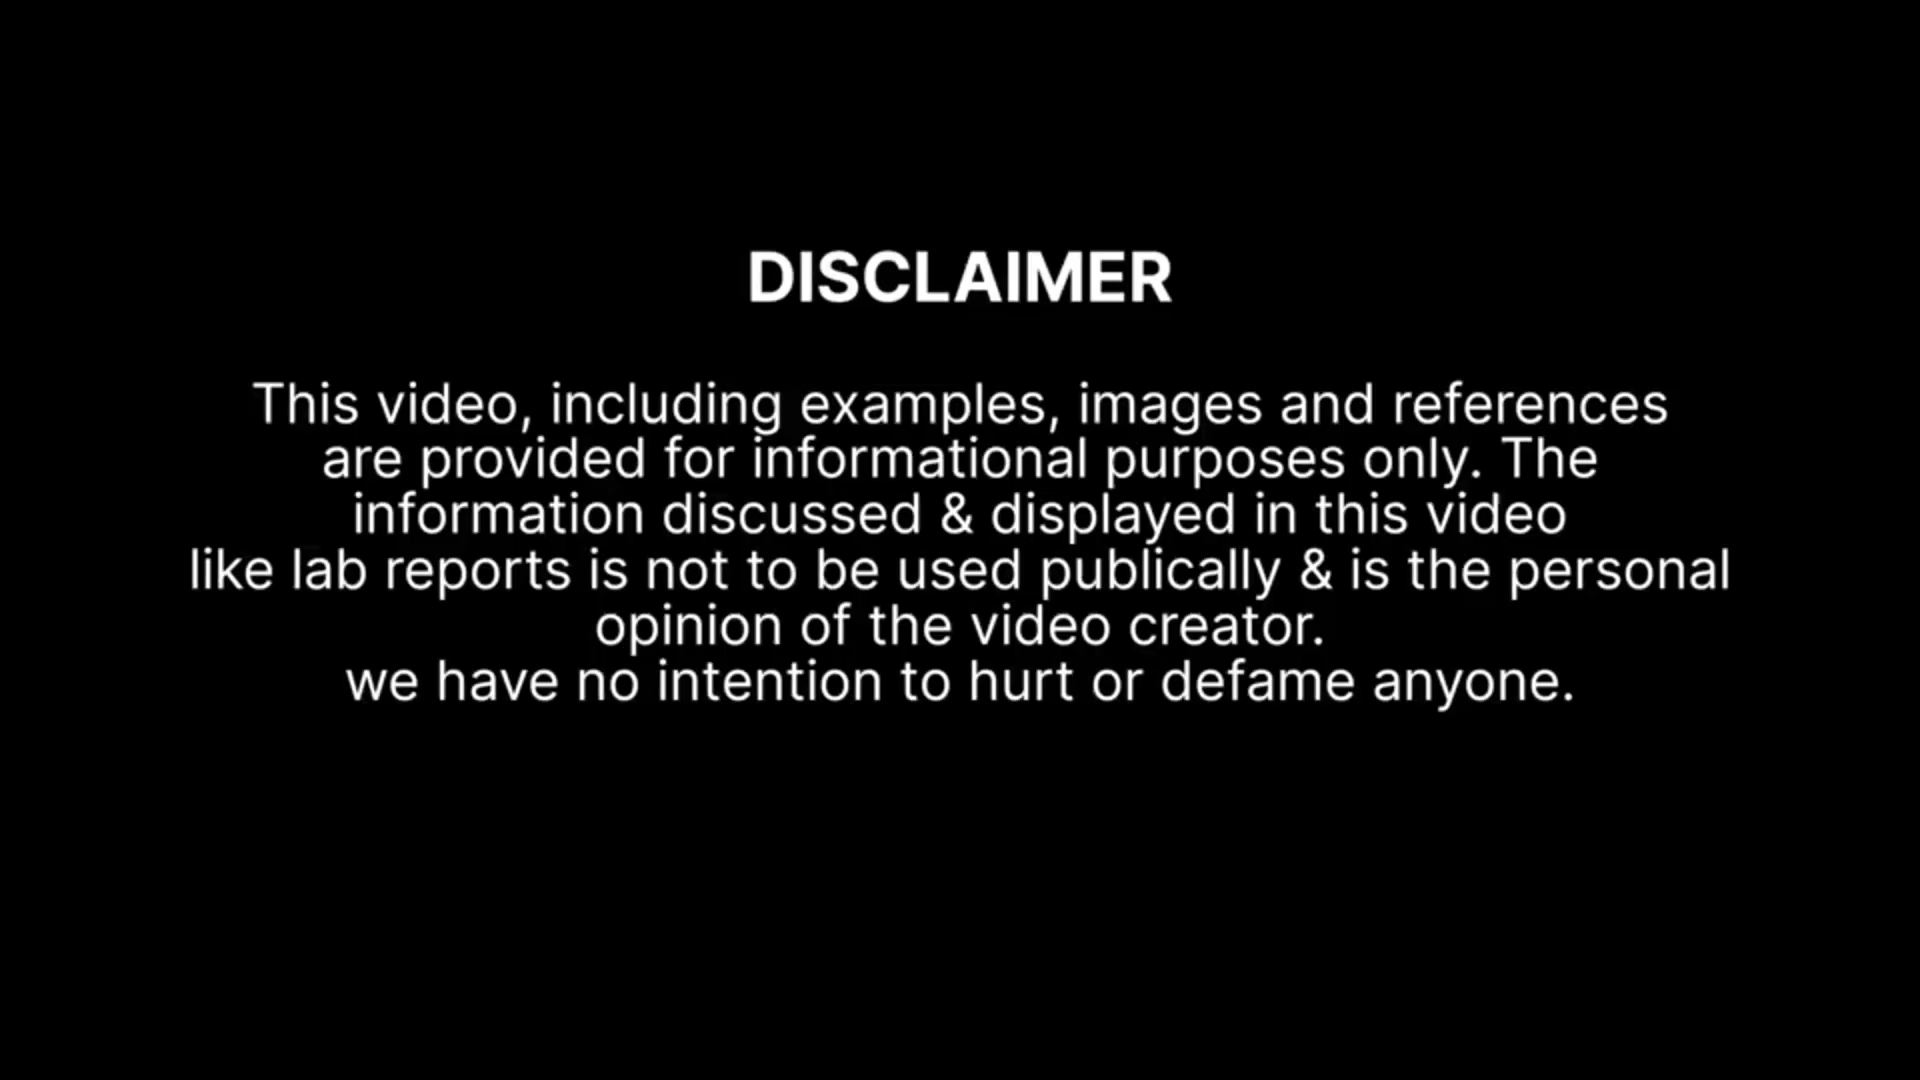 DISCLAIMER
This video, including examples, images and references
are provided for informational purposes only. The
information discussed & displayed in this video
like lab reports is not to be used publically & is the personal
opinion of the video creator.
we have no intention to hurt or defame anyone.